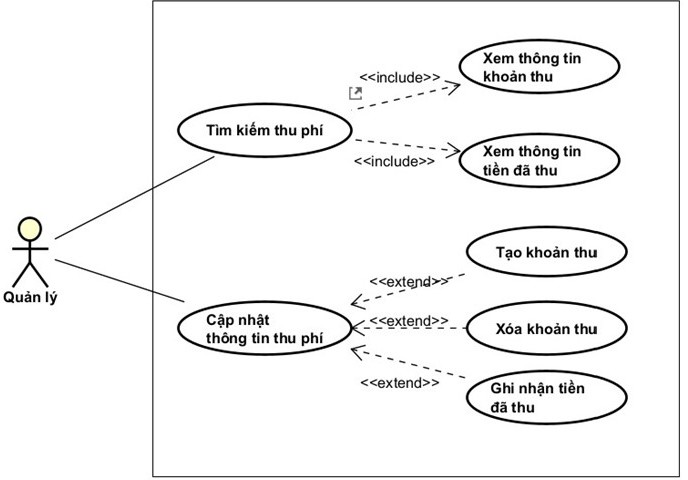 Xem thông tin
khoản thu
<<include>>
Tìm kiếm thu phí
<<include>>
Xem thông tin
tiền đã thu
Quản lý
Tạo khoản thu
<<extend>>
Cập nhật
thông tin thu phí
<<extend>>
Xóa khoản thu
<<extend>>
Ghi nhận tiền
đã thu